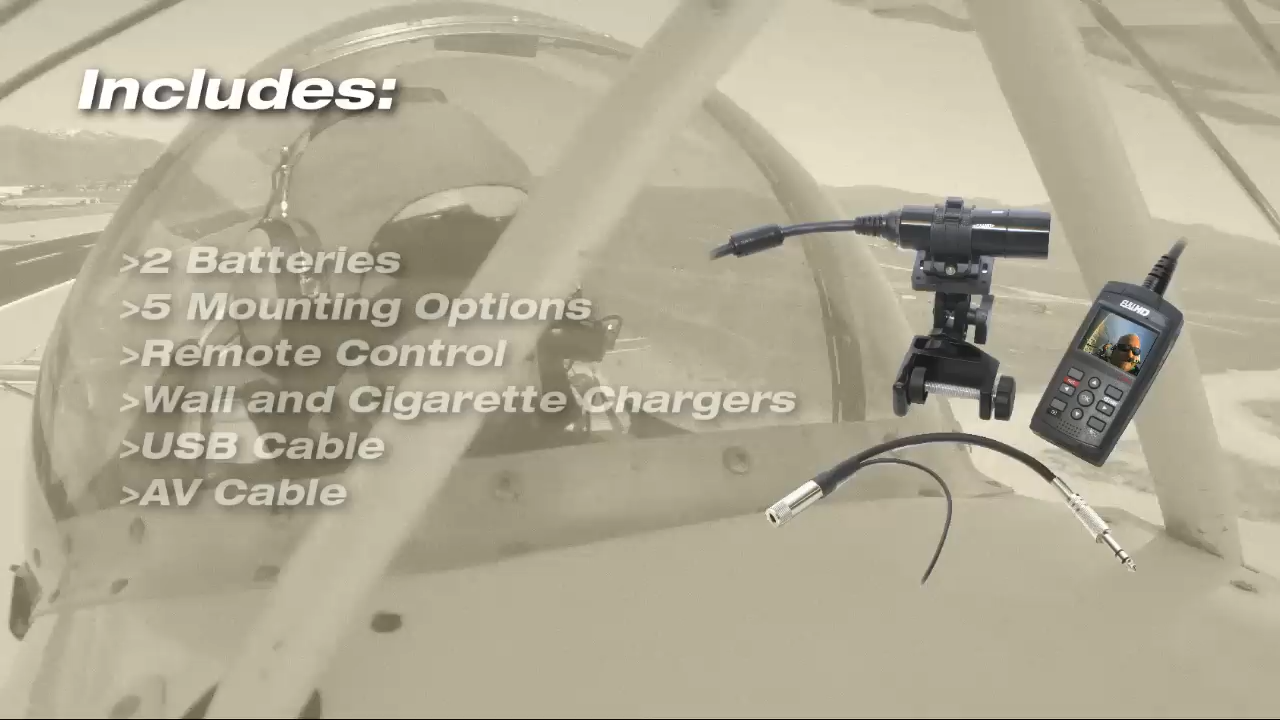 Includes:
>2 Batteries
>5 Mounting Options
>Remote Control
>Wall and Cigarette Chargers
>USB Cable
>AV Cable